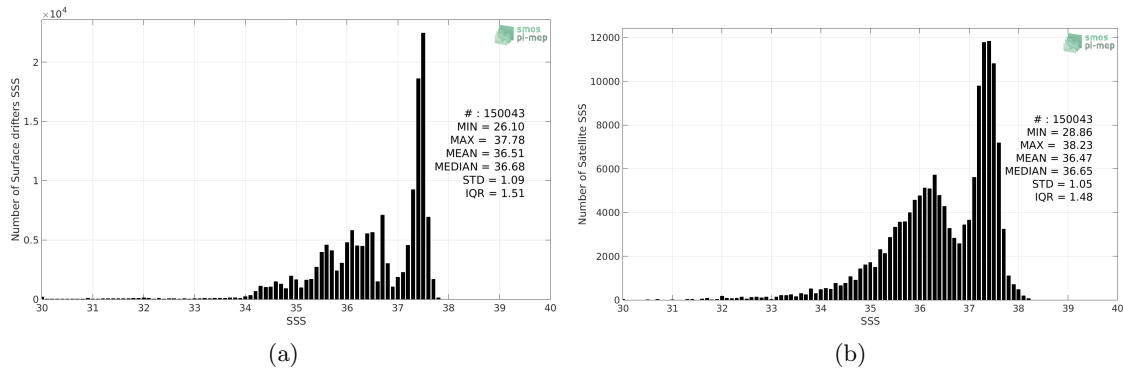 ×10⁴
smos
pi-mep
2
1.5
1
0.5
0
Number of Surface drifters SSS
# : 150043
MIN = 26.10
MAX = 37.78
MEAN = 36.51
MEDIAN = 36.68
STD = 1.09
IQR = 1.51
30 31 32 33 34 35 36 37 38 39 40
SSS
(a)
smos
pi-mep
12000
10000
8000
6000
4000
2000
0
Number of Satellite SSS
# : 150043
MIN = 28.86
MAX = 38.23
MEAN = 36.47
MEDIAN = 36.65
STD = 1.05
IQR = 1.48
30 31 32 33 34 35 36 37 38 39 40
SSS
(b)